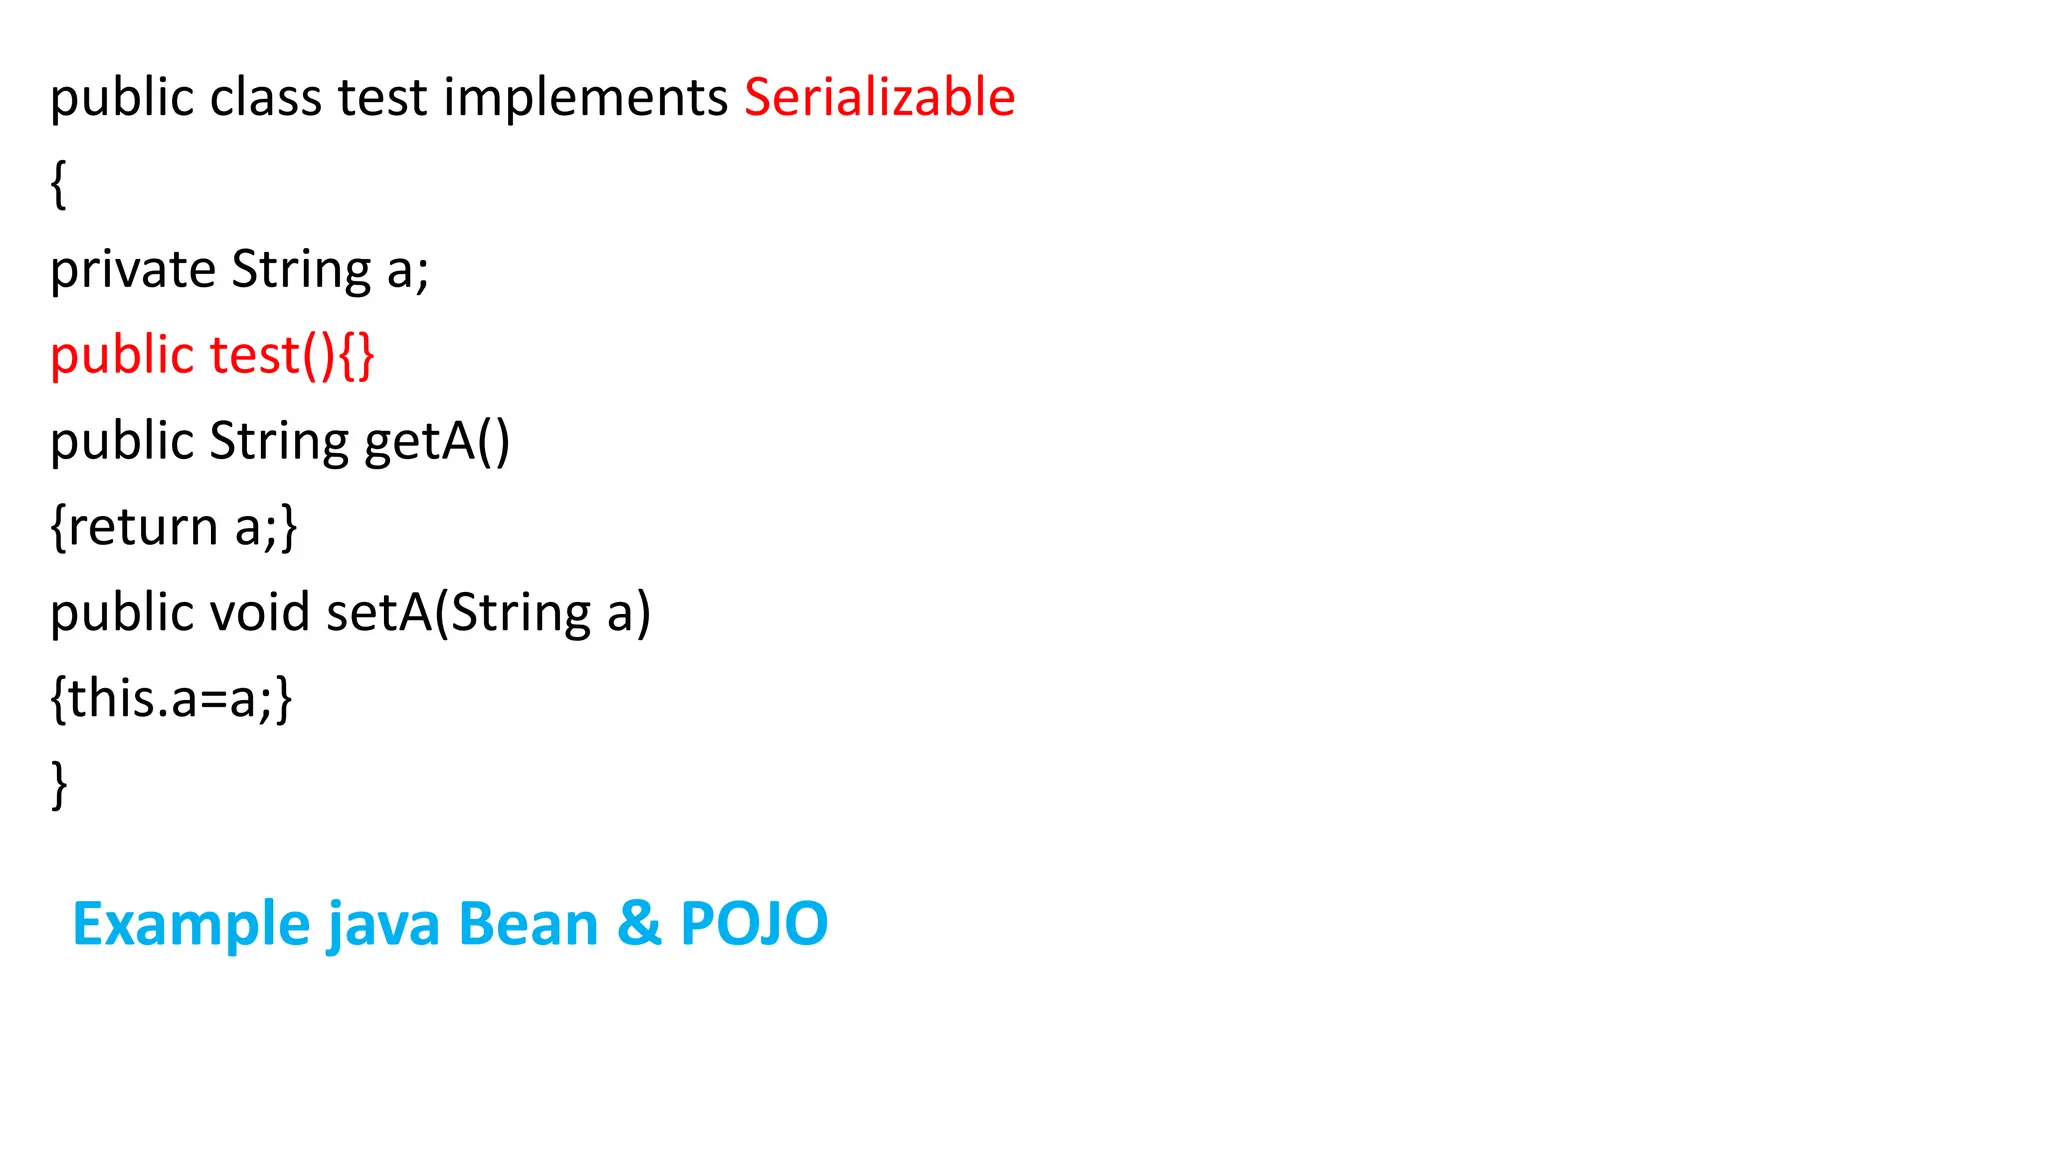 public class test implements Serializable
{
private String a;
public test(){}
public String getA()
{return a;}
public void setA(String a)
{this.a=a;}
}
Example java Bean & POJO